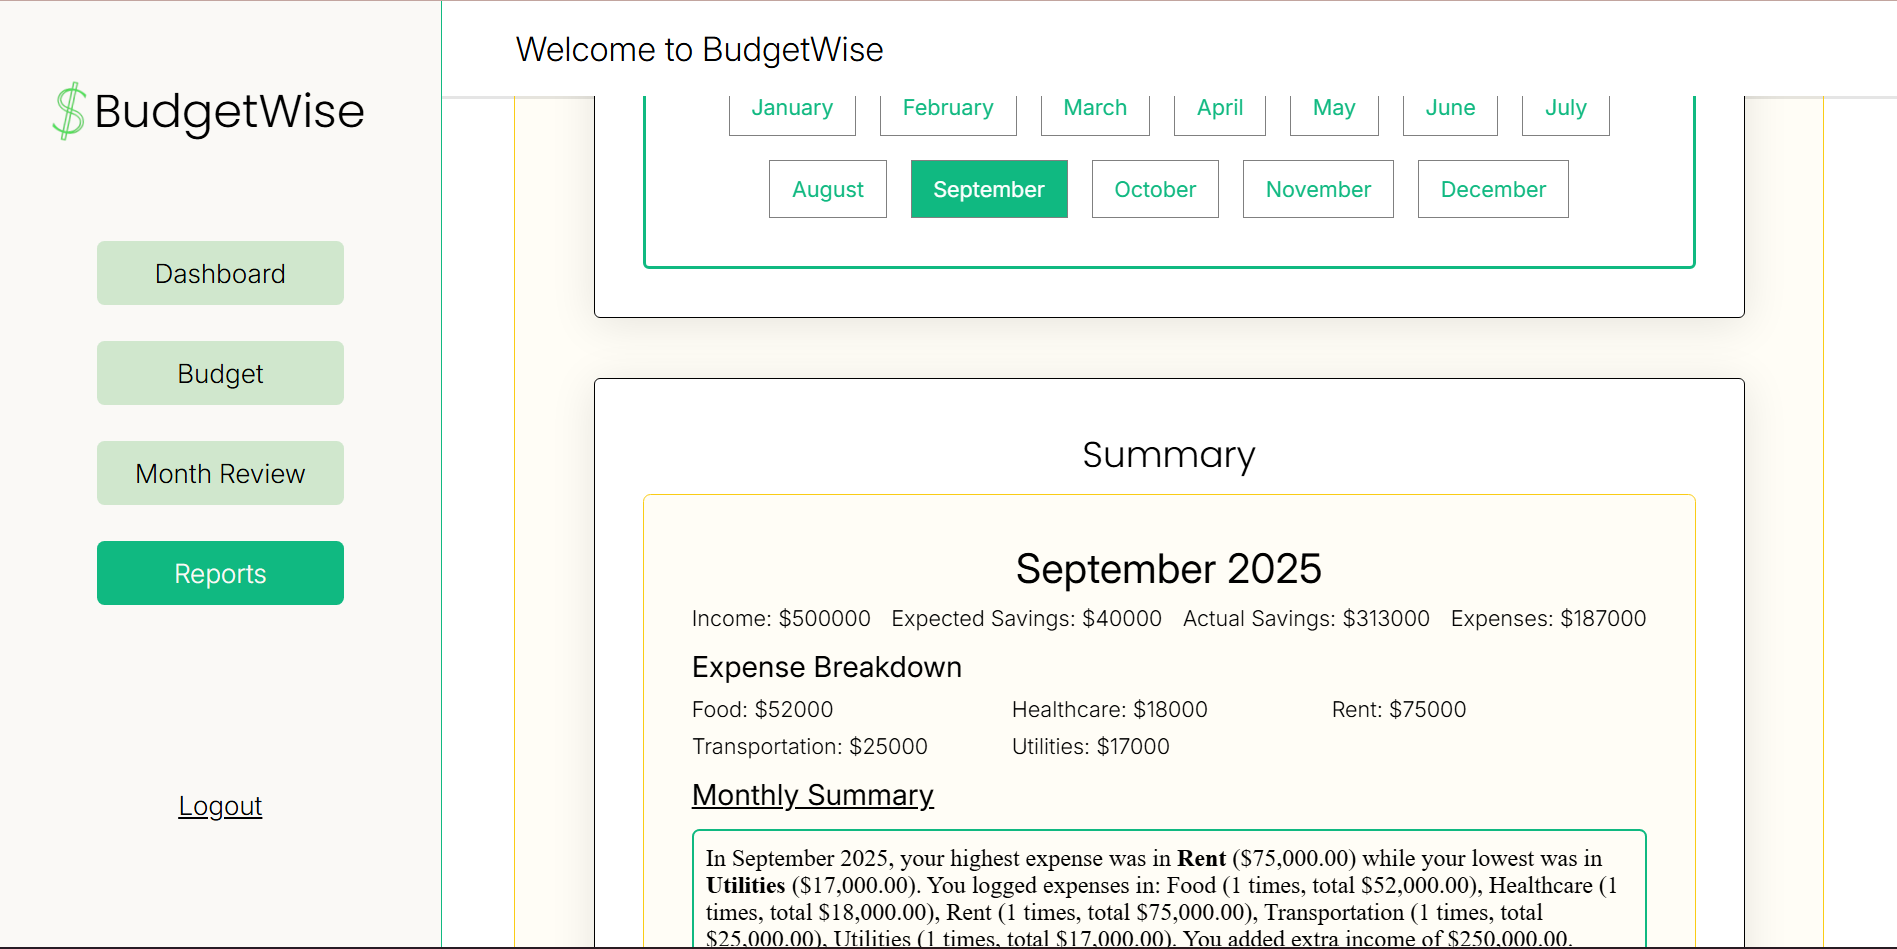 Welcome to BudgetWise
$BudgetWise
January February March April May June July
August September October November December
Dashboard
Budget
Month Review
Reports
Logout
Summary
September 2025
Income: $500000 Expected Savings: $40000 Actual Savings: $313000 Expenses: $187000
Expense Breakdown
Food: $52000 Healthcare: $18000 Rent: $75000
Transportation: $25000 Utilities: $17000
Monthly Summary
In September 2025, your highest expense was in Rent ($75,000.00) while your lowest was in
Utilities ($17,000.00). You logged expenses in: Food (1 times, total $52,000.00), Healthcare (1
times, total $18,000.00), Rent (1 times, total $75,000.00), Transportation (1 times, total
$25,000.00), Utilities (1 times, total $17,000.00). You added extra income of $250,000.00.